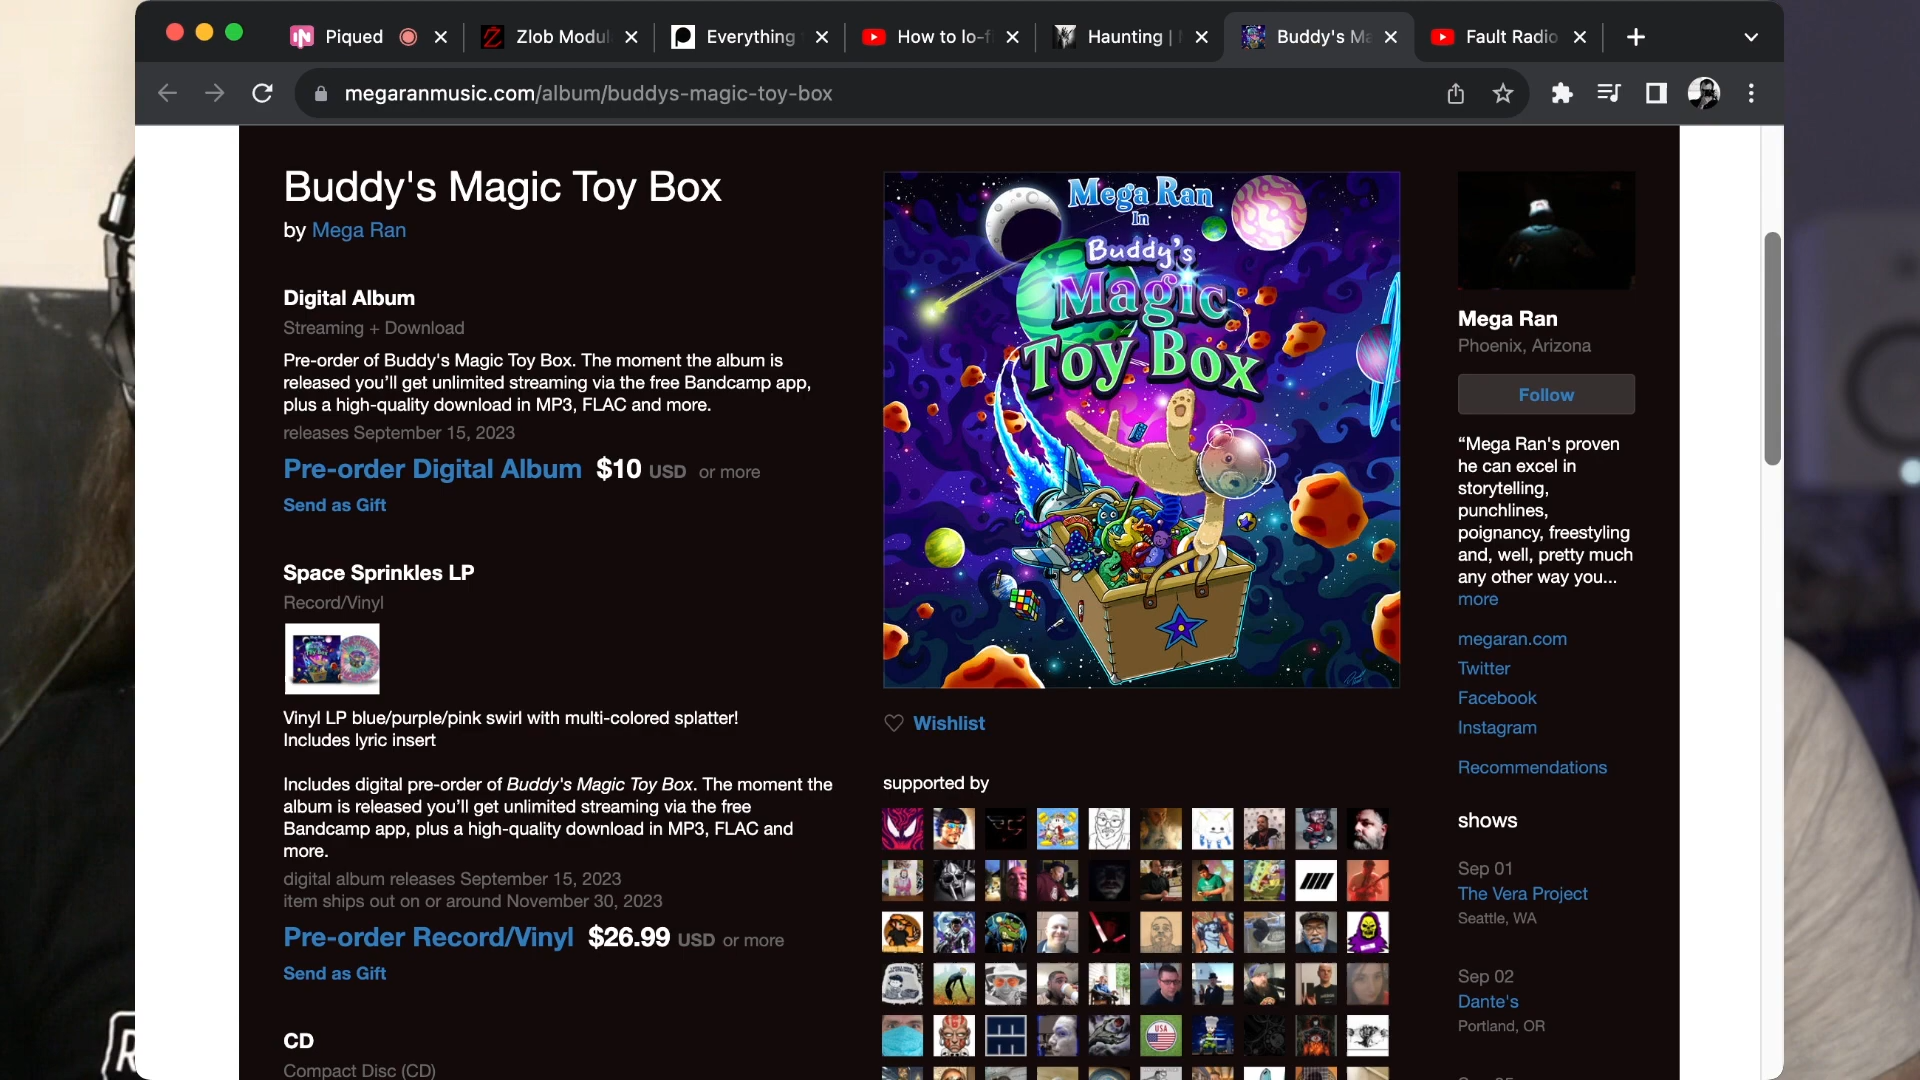 Piqued
Zlob Modul
Everything
How to lo-f
Haunting |
Buddy's Ma
Fault Radio
megaranmusic.com/album/buddys-magic-toy-box
Buddy's Magic Toy Box
by Mega Ran
Digital Album
Streaming + Download
Pre-order of Buddy's Magic Toy Box. The moment the album is
released you'll get unlimited streaming via the free Bandcamp app,
plus a high-quality download in MP3, FLAC and more.
releases September 15, 2023
Pre-order Digital Album $10 USD or more
Send as Gift
Space Sprinkles LP
Record/Vinyl
Vinyl LP blue/purple/pink swirl with multi-colored splatter!
Includes lyric insert
Includes digital pre-order of Buddy's Magic Toy Box. The moment the
album is released you'll get unlimited streaming via the free
Bandcamp app, plus a high-quality download in MP3, FLAC and
more.
digital album releases September 15, 2023
item ships out on or around November 30, 2023
Pre-order Record/Vinyl $26.99 USD or more
Send as Gift
CD
Compact Disc (CD)
Mega Ran
In
Buddy's
Magic
Toy Box
Wishlist
supported by
USA
Mega Ran
Phoenix, Arizona
Follow
“Mega Ran's proven
he can excel in
storytelling,
punchlines,
poignancy, freestyling
and, well, pretty much
any other way you...
more
megaran.com
Twitter
Facebook
Instagram
Recommendations
shows
Sep 01
The Vera Project
Seattle, WA
Sep 02
Dante's
Portland, OR